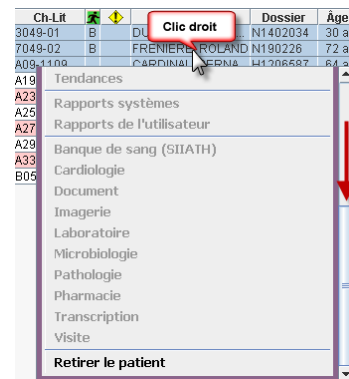 Ch-Lit Clic droit Dossier Âge
3049-01 B N1402034 30 a
7049-02 B FRENIERE, ROLAND N190226 72 a
A09-1109 CARDINAL H1206587 64 a
A19 Tendances
A23 Rapports systèmes
A25 Rapports de l'utilisateur
A27
A29 Banque de sang (SIIATH)
A33 Cardiologie
B05 Document
Imagerie
Laboratoire
Microbiologie
Pathologie
Pharmacie
Transcription
Visite
Retirer le patient